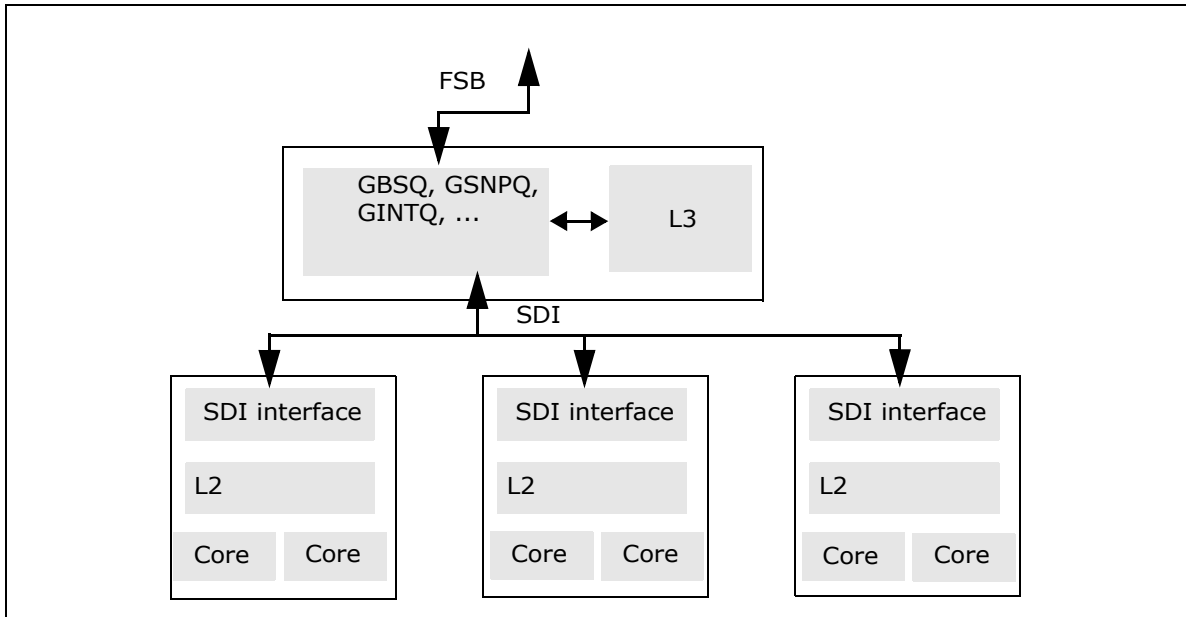 FSB
GBSQ, GSNPQ,
GINTQ, ...
L3
SDI
SDI interface
SDI interface
SDI interface
L2
L2
L2
Core
Core
Core
Core
Core
Core